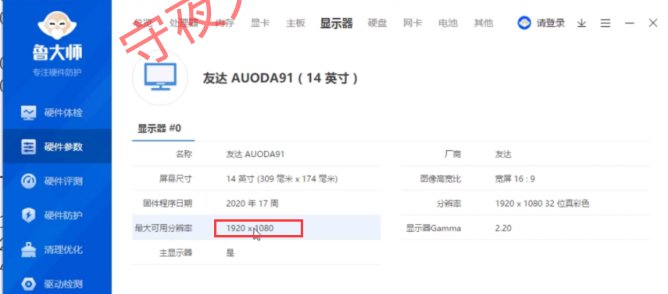 鲁大师
专注硬件防护
硬件体检
硬件参数
硬件评测
硬件防护
清理优化
驱动检测
总览 处理器 内存 显卡 主板 显示器 硬盘 网卡 电池 其他 请登录
守夜
友达 AUODA91 ( 14 英寸 )
显示器 #0
名称 友达 AUODA91 厂商 友达
屏幕尺寸 14 英寸 (309 毫米 x 174 毫米) 图像高宽比 宽屏 16 : 9
固件程序日期 2020 年 17 周 分辨率 1920 x 1080 32 位真彩色
最大可用分辨率 1920 x 1080 显示器Gamma 2.20
主显示器 是